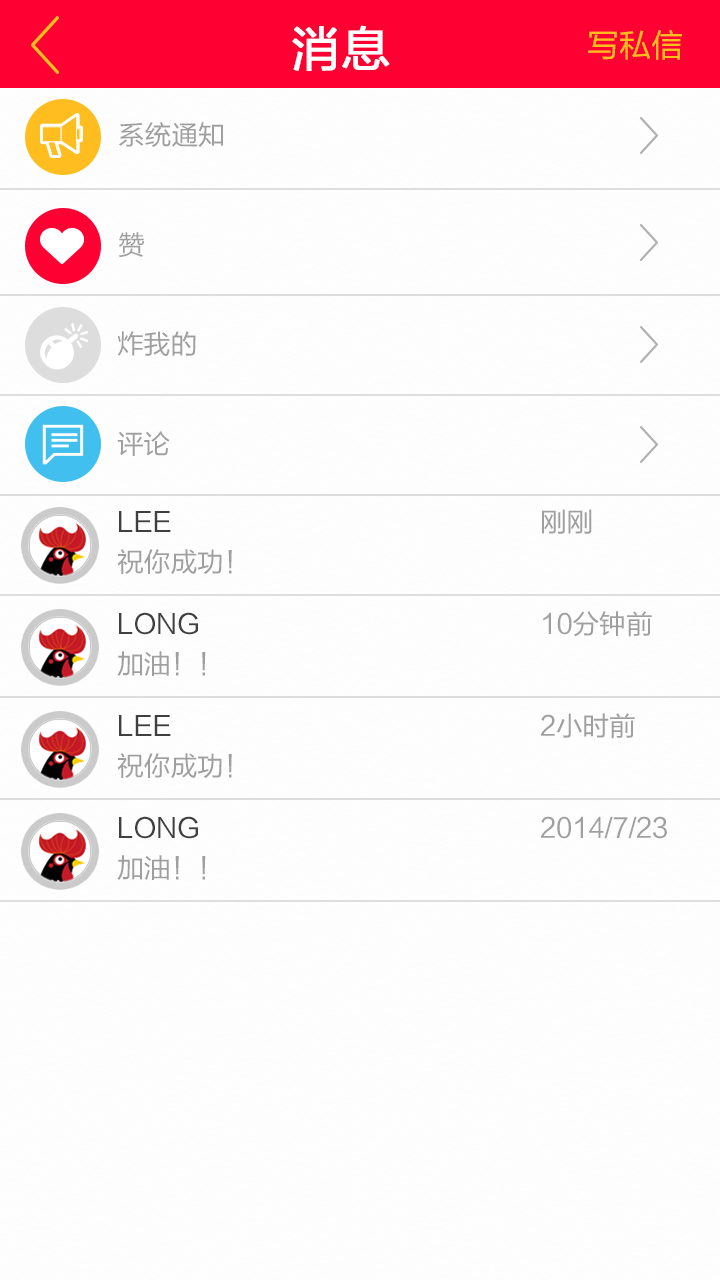 消息
写私信
系统通知
赞
炸我的
评论
LEE
刚刚
祝你成功！
LONG
10分钟前
加油！！
LEE
2小时前
祝你成功！
LONG
2014/7/23
加油！！